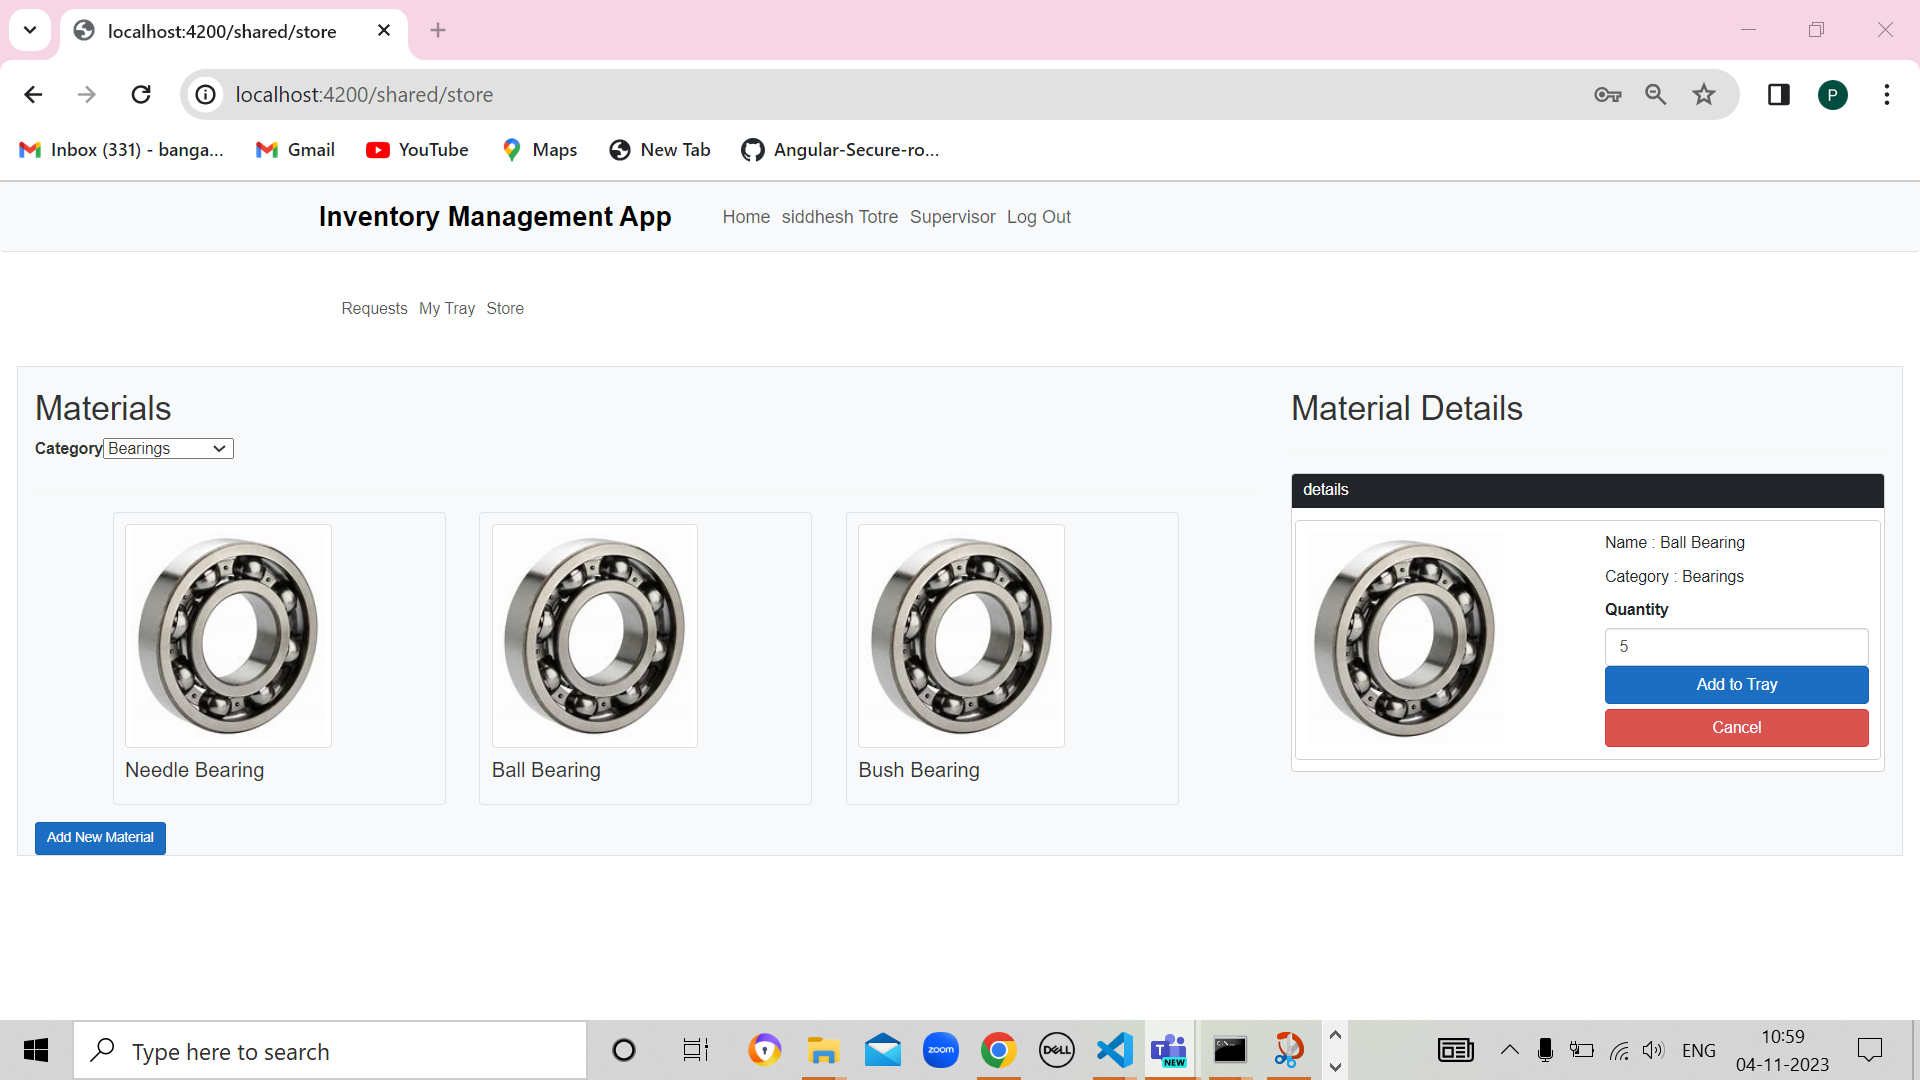 localhost:4200/shared/store
localhost:4200/shared/store
P
Inbox (331) - banga...
Gmail
YouTube
Maps
New Tab
Angular-Secure-ro...
Inventory Management App
Home siddhesh Totre Supervisor Log Out
Requests My Tray Store
Materials
Category Bearings
Needle Bearing
Ball Bearing
Bush Bearing
Add New Material
Material Details
details
Name : Ball Bearing
Category : Bearings
Quantity
5
Add to Tray
Cancel
Type here to search
zoom
DELL
T
NEW
C:\
ENG
10:59
04-11-2023